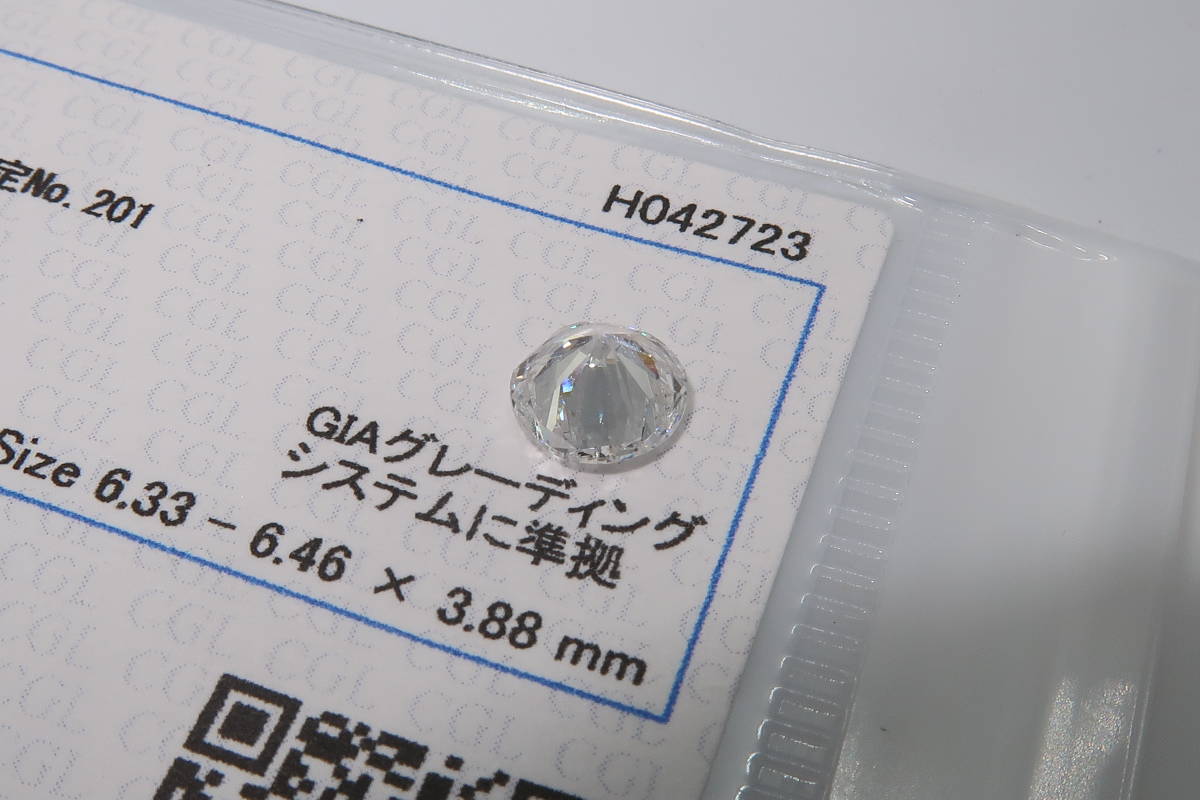 定No. 201
H042723
GIAグレーディング
システムに準拠
Size 6.33 - 6.46 × 3.88 mm